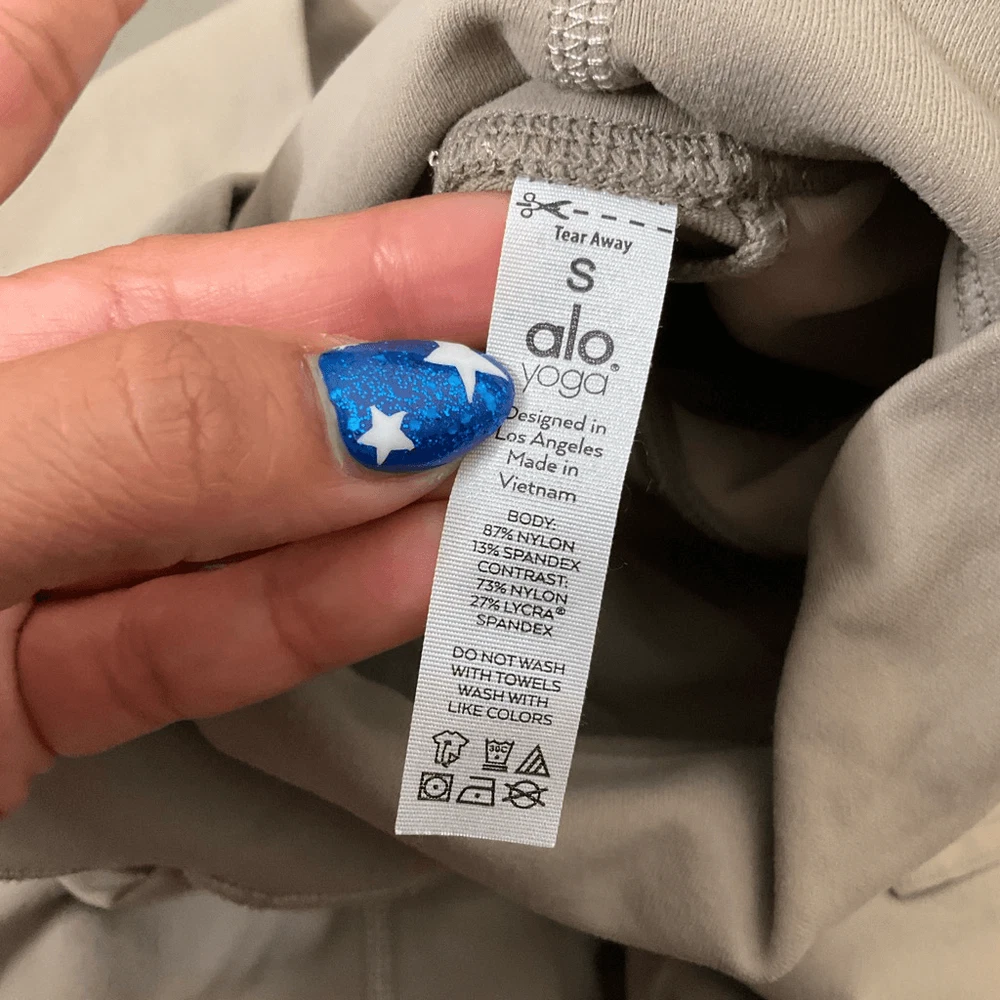 Tear Away
S
alo®
yoga
Designed in
Los Angeles
Made in
Vietnam
BODY:
87% NYLON
13% SPANDEX
CONTRAST:
73% NYLON
27% LYCRA®
SPANDEX
DO NOT WASH
WITH TOWELS
WASH WITH
LIKE COLORS
30C